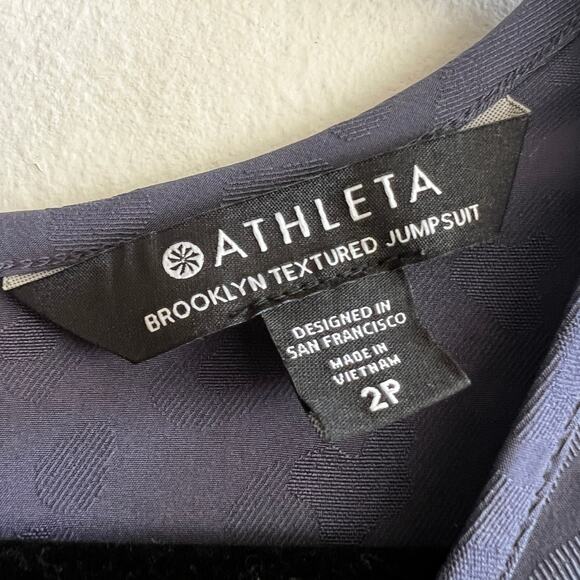 ATHLETA
BROOKLYN TEXTURED JUMPSUIT
DESIGNED IN
SAN FRANCISCO
MADE IN
VIETNAM
2P